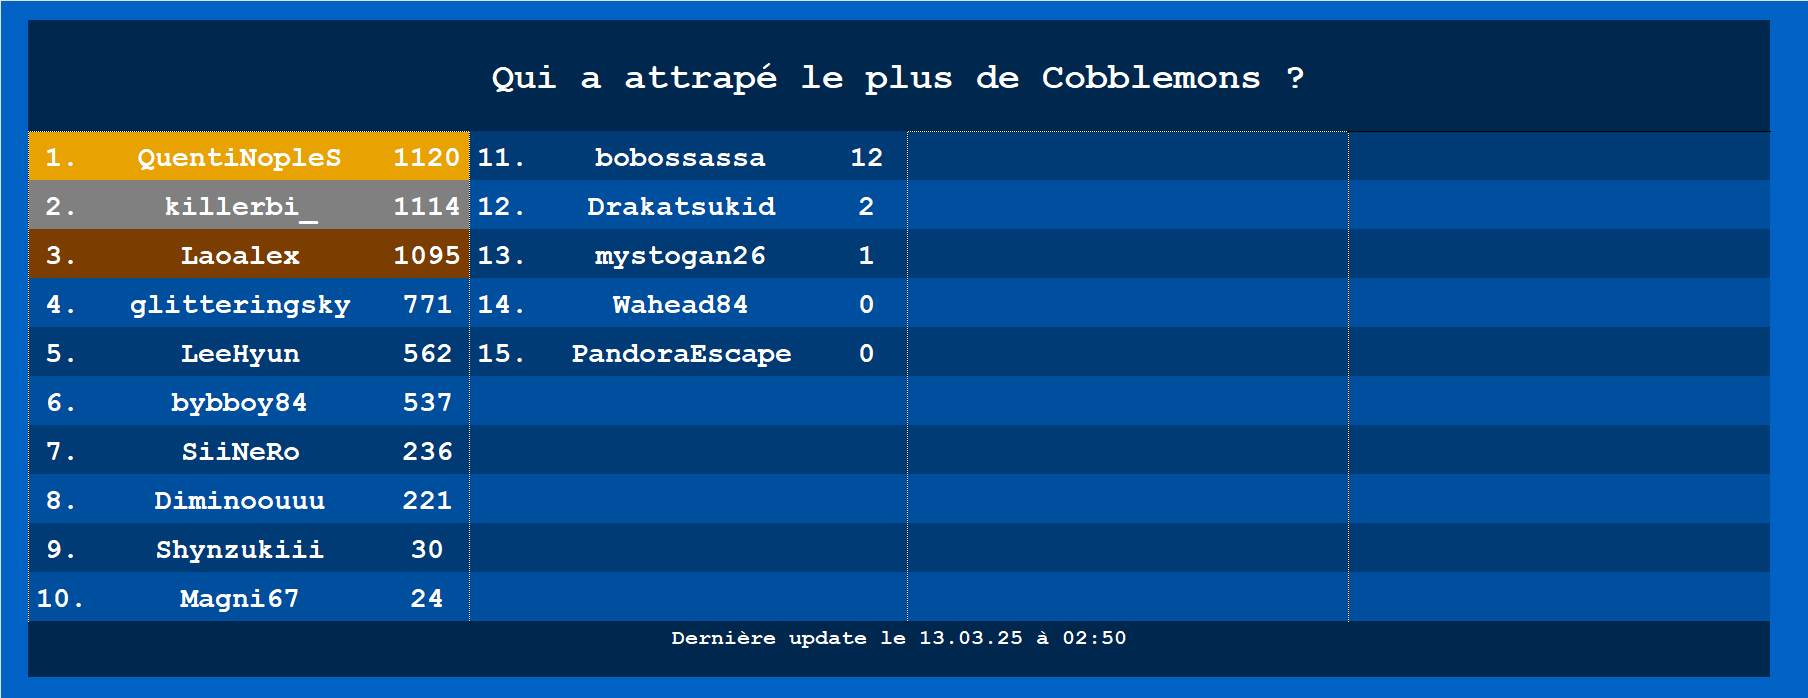 Qui a attrapé le plus de Cobblemons ?
1. QuentiNopleS 1120
2. killerbi_ 1114
3. Laoalex 1095
4. glitteringsky 771
5. LeeHyun 562
6. bybboy84 537
7. SiiNeRo 236
8. Diminoouuu 221
9. Shynzukiii 30
10. Magni67 24
11. bobossassa 12
12. Drakatsukid 2
13. mystogan26 1
14. Wahead84 0
15. PandoraEscape 0
Dernière update le 13.03.25 à 02:50